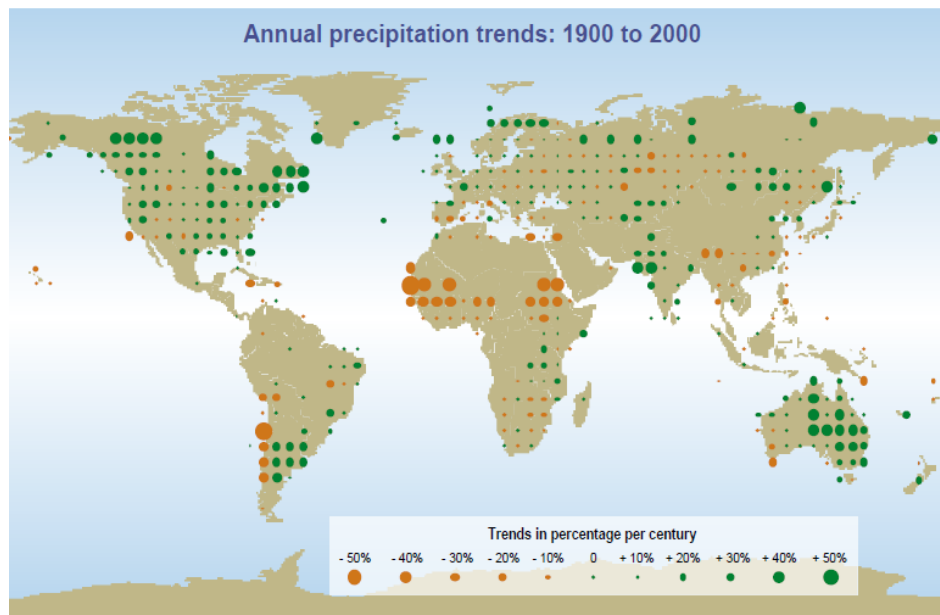 Annual precipitation trends: 1900 to 2000
Trends in percentage per century
- 50% - 40% - 30% - 20% - 10% 0 + 10% + 20% + 30% + 40% + 50%